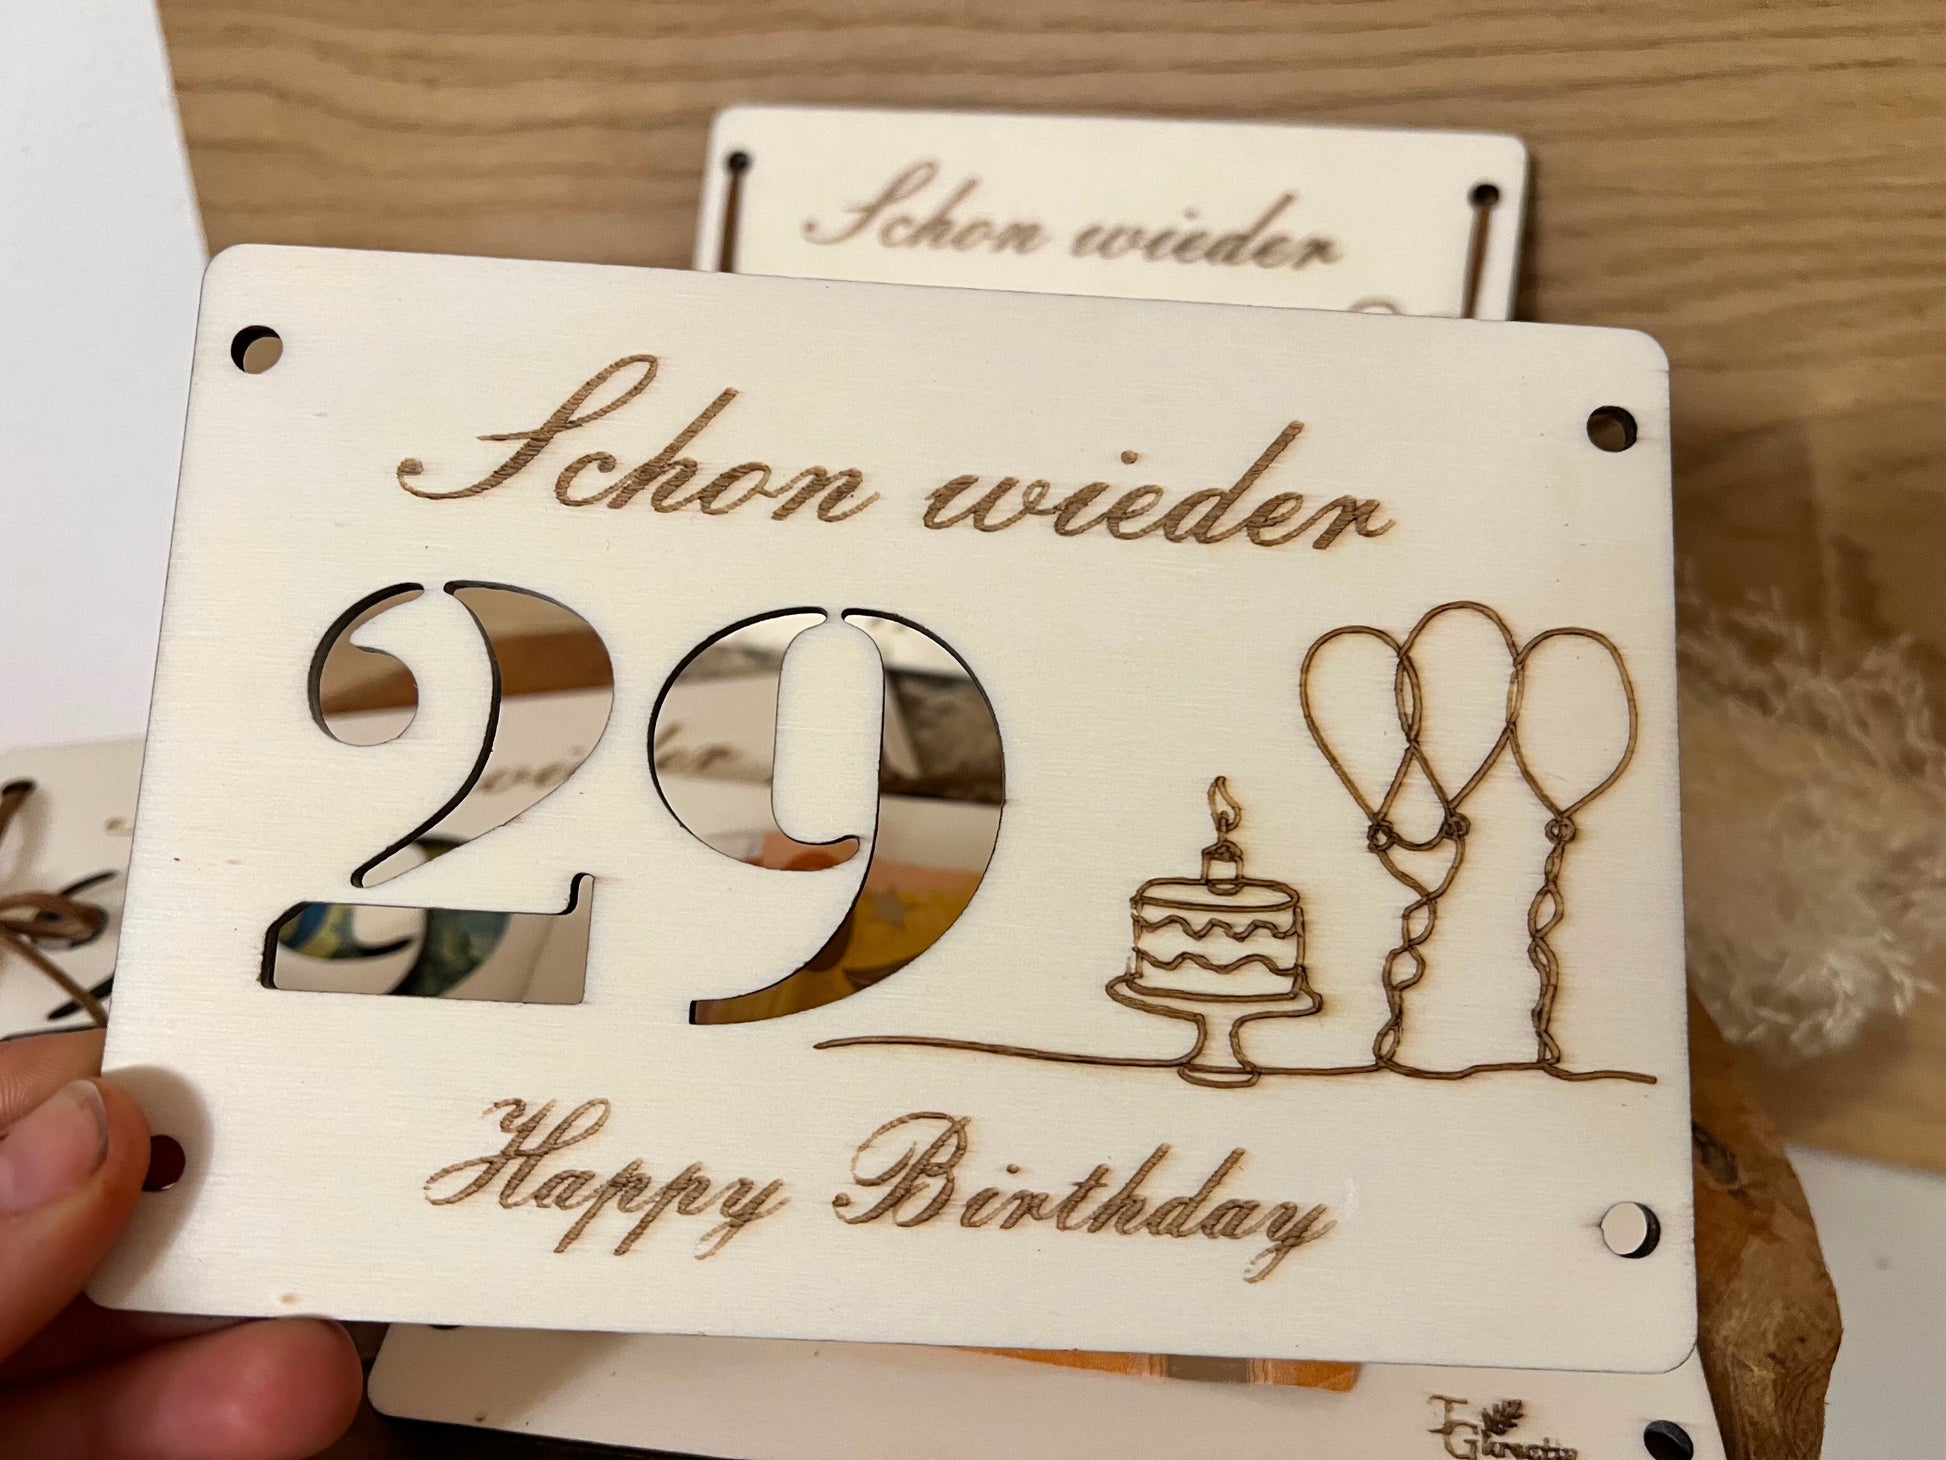 Schon wieder
Schon wieder
29
Happy Birthday